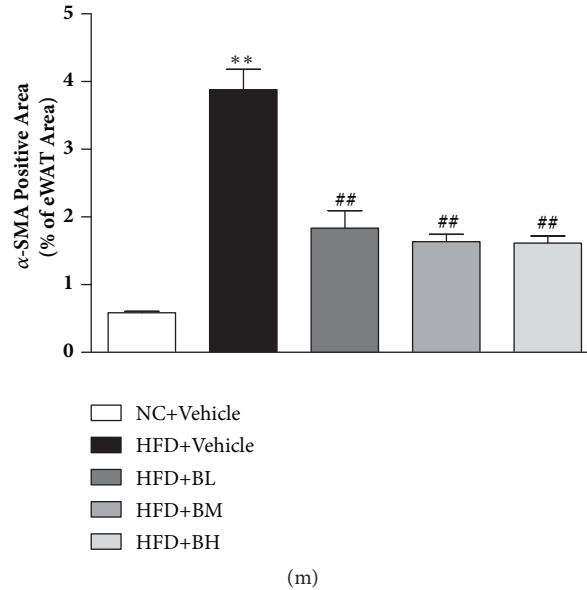 5
4
3
2
1
0
α-SMA Positive Area
(% of eWAT Area)
**
##
##
##
NC+Vehicle
HFD+Vehicle
HFD+BL
HFD+BM
HFD+BH
(m)